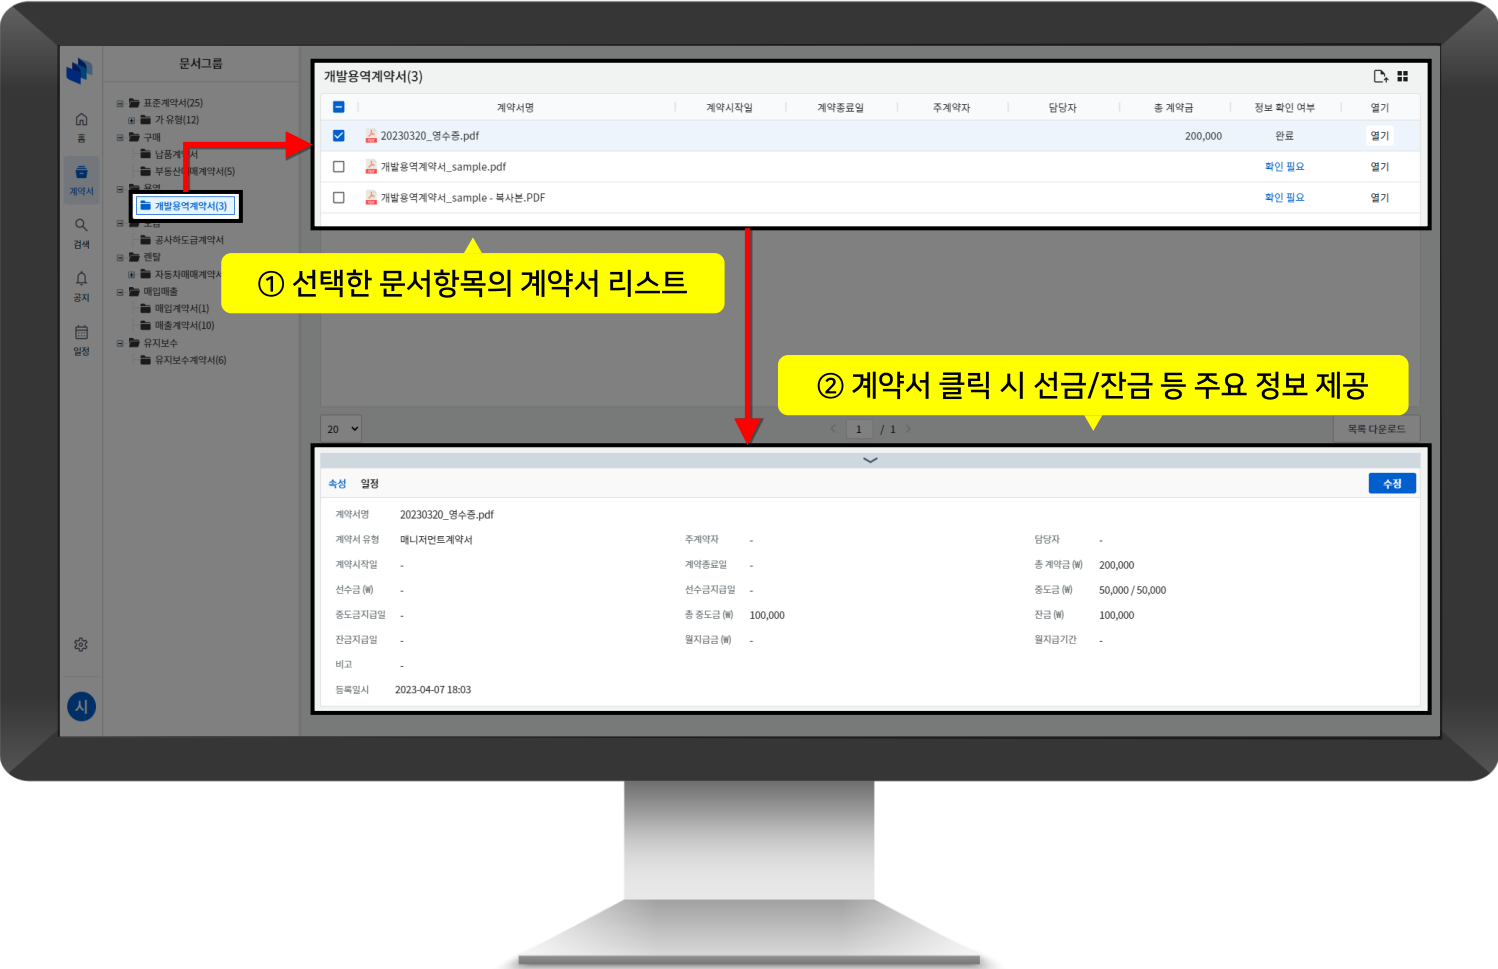 문서그룹
표준계약서(25)
가 유형(12)
구매
납품계약서
부동산매매계약서(5)
용역
개발용역계약서(3)
도급
공사하도급계약서
렌탈
자동차매매계약서
매입매출
매입계약서(1)
매출계약서(10)
유지보수
유지보수계약서(6)
홈
계약서
검색
공지
일정
시
개발용역계약서(3)
계약서명 계약시작일 계약종료일 주계약자 담당자 총 계약금 정보 확인 여부 열기
20230320_영수증.pdf 200,000 완료 열기
개발용역계약서_sample.pdf 확인 필요 열기
개발용역계약서_sample - 복사본.PDF 확인 필요 열기
① 선택한 문서항목의 계약서 리스트
② 계약서 클릭 시 선금/잔금 등 주요 정보 제공
20 < 1 / 1 > 목록 다운로드
속성 일정 수정
계약서명 20230320_영수증.pdf
계약서 유형 매니저먼트계약서 주계약자 - 담당자 -
계약시작일 - 계약종료일 - 총 계약금 (₩) 200,000
선수금 (₩) - 선수금지급일 - 중도금 (₩) 50,000 / 50,000
중도금지급일 - 총 중도금 (₩) 100,000 잔금 (₩) 100,000
잔금지급일 - 월지급금 (₩) - 월지급기간 -
비고 -
등록일시 2023-04-07 18:03